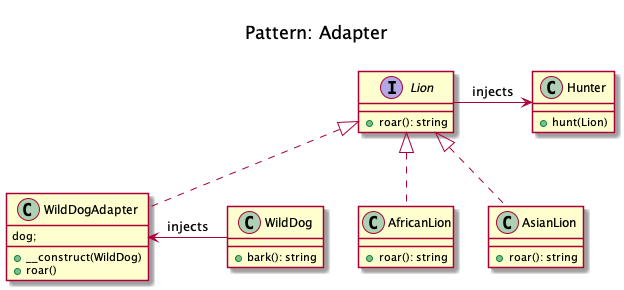 Pattern: Adapter
I Lion
+ roar(): string
injects
C Hunter
+ hunt(Lion)
C WildDogAdapter
dog;
+ __construct(WildDog)
+ roar()
injects
C WildDog
+ bark(): string
C AfricanLion
+ roar(): string
C AsianLion
+ roar(): string